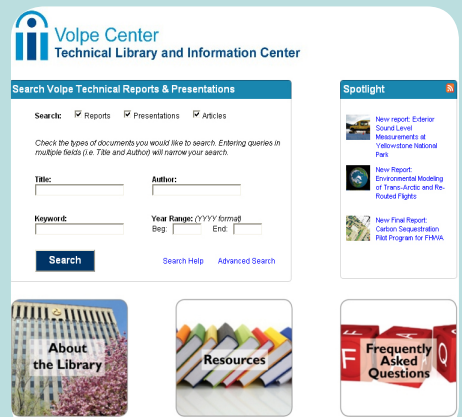 Volpe Center
Technical Library and Information Center
Search Volpe Technical Reports & Presentations
Search: Reports Presentations Articles
Check the types of documents you would like to search. Entering queries in
multiple fields (i.e. Title and Author) will narrow your search.
Title: Author:
Keyword: Year Range: (YYYY format)
Beg: End:
Search Search Help Advanced Search
Spotlight
New report: Exterior
Sound Level
Measurements at
Yellowstone National
Park
New Report:
Environmental Modeling
of Trans-Arctic and Re-
Routed Flights
New Final Report:
Carbon Sequestration
Pilot Program for FHWA
About
the Library
Resources
F
A
Q
Frequently
Asked
Questions